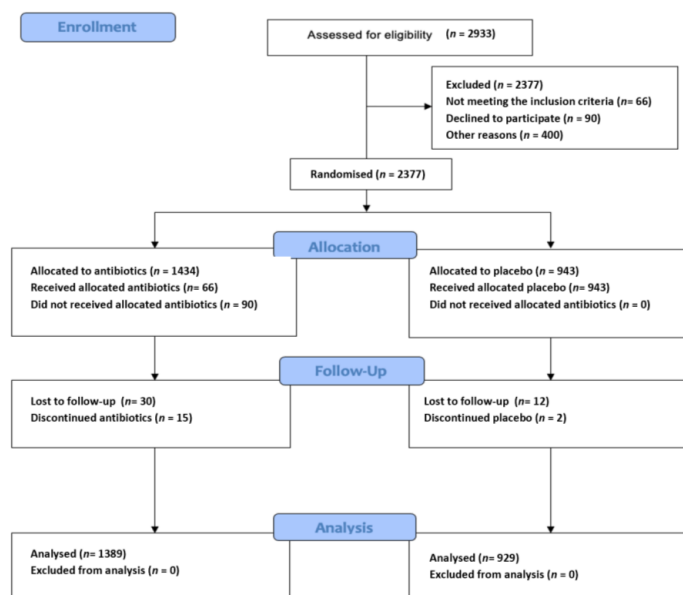 Enrollment
Assessed for eligibility (n = 2933)
Excluded (n = 2377)
Not meeting the inclusion criteria (n= 66)
Declined to participate (n = 90)
Other reasons (n = 400)
Randomised (n = 2377)
Allocation
Allocated to antibiotics (n = 1434)
Received allocated antibiotics (n = 66)
Did not received allocated antibiotics (n = 90)
Allocated to placebo (n = 943)
Received allocated placebo (n= 943)
Did not received allocated antibiotics (n = 0)
Follow-Up
Lost to follow-up (n= 30)
Discontinued antibiotics (n = 15)
Lost to follow-up (n= 12)
Discontinued placebo (n = 2)
Analysis
Analysed (n= 1389)
Excluded from analysis (n = 0)
Analysed (n= 929)
Excluded from analysis (n = 0)